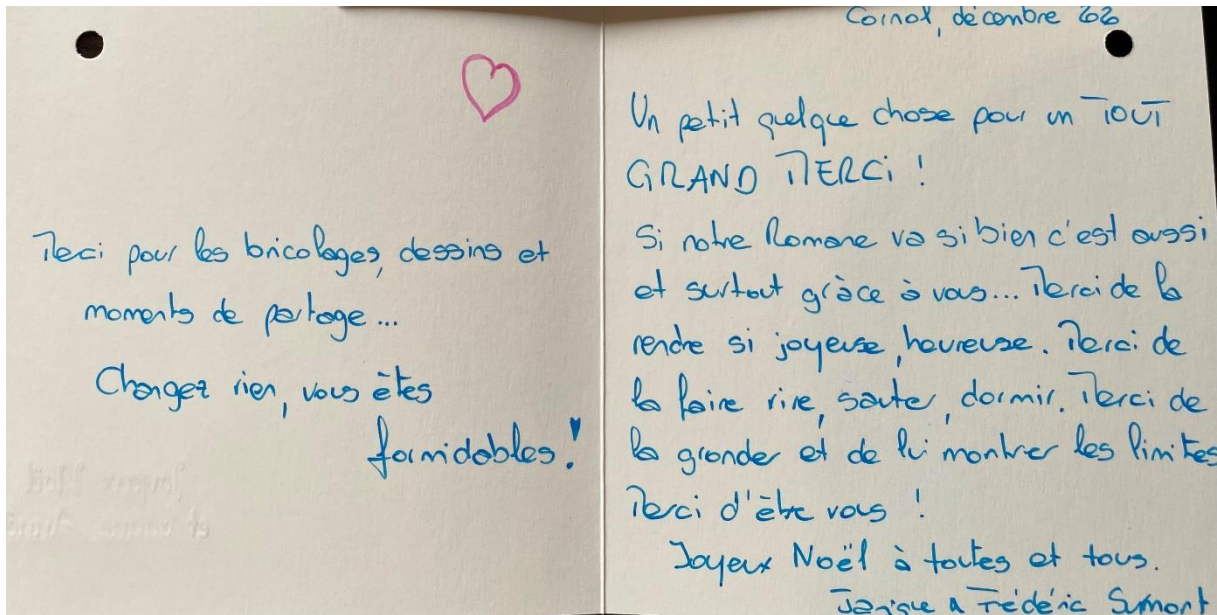 Merci pour les bricolages, dessins et
moments de partage...
Changez rien, vous êtes
formidables!
Cornol, décembre 22
Un petit quelque chose pour un TOUT
GRAND MERCi !
Si notre Romane va si bien c'est aussi
et surtout grâce à vous... Merci de la
rendre si joyeuse, heureuse. Merci de
la faire rire, sauter, dormir. Merci de
la gronder et de lui montrer les limites
Merci d'être vous !
Joyeux Noël à toutes et tous.
Frédéric